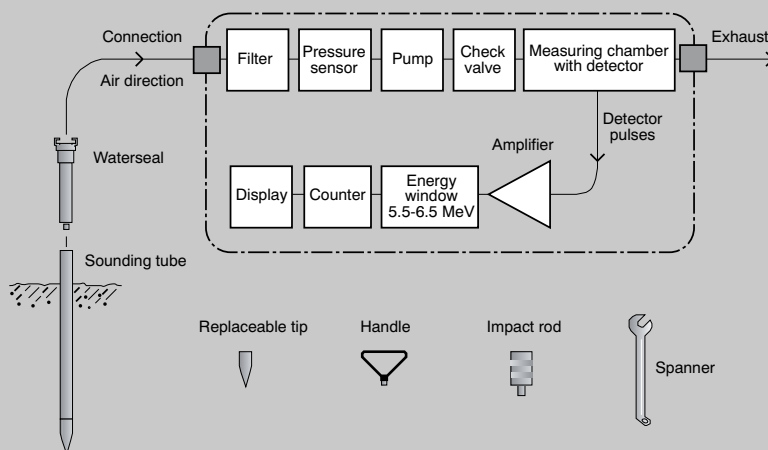 Connection
Air direction
Filter
Pressure
sensor
Pump
Check
valve
Measuring chamber
with detector
Exhaust
Detector
pulses
Amplifier
Waterseal
Display
Counter
Energy
window
5.5-6.5 MeV
Sounding tube
Replaceable tip
Handle
Impact rod
Spanner